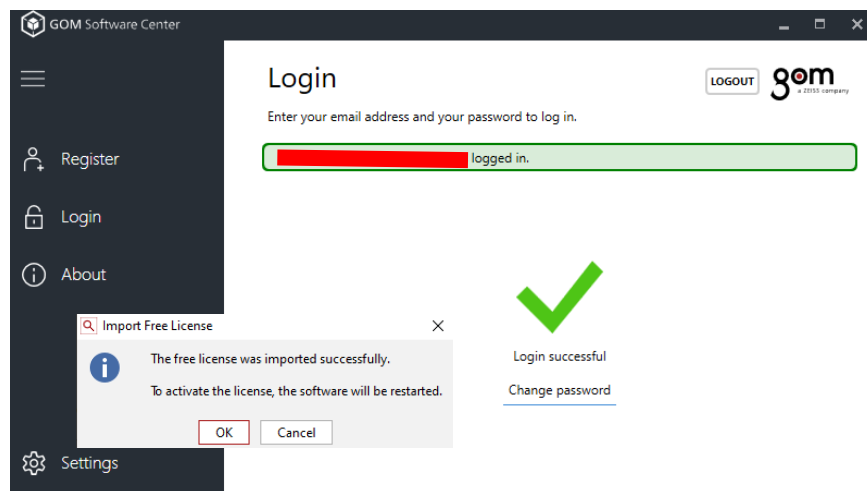 GOM Software Center
Login
LOGOUT
gom
a ZEISS company
Enter your email address and your password to log in.
logged in.
Register
Login
About
Import Free License
The free license was imported successfully.
To activate the license, the software will be restarted.
OK
Cancel
Login successful
Change password
Settings